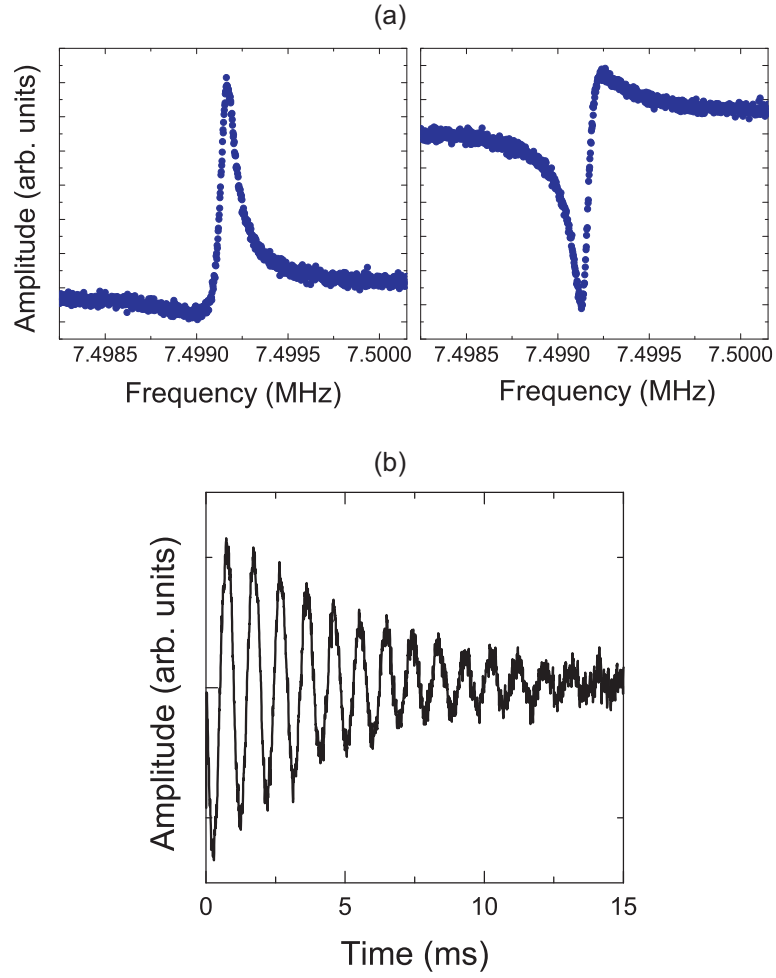 (a)
Amplitude (arb. units)
7.4985 7.4990 7.4995 7.5000
7.4985 7.4990 7.4995 7.5000
Frequency (MHz)
Frequency (MHz)
(b)
Amplitude (arb. units)
0 5 10 15
Time (ms)